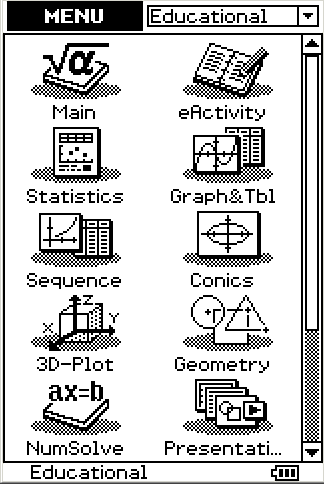 MENU Educational
√α
Main eActivity
Statistics Graph&Tbl
Sequence Conics
Z
Y
X
r
3D-Plot Geometry
ax=b
NumSolve Presentati...
Educational